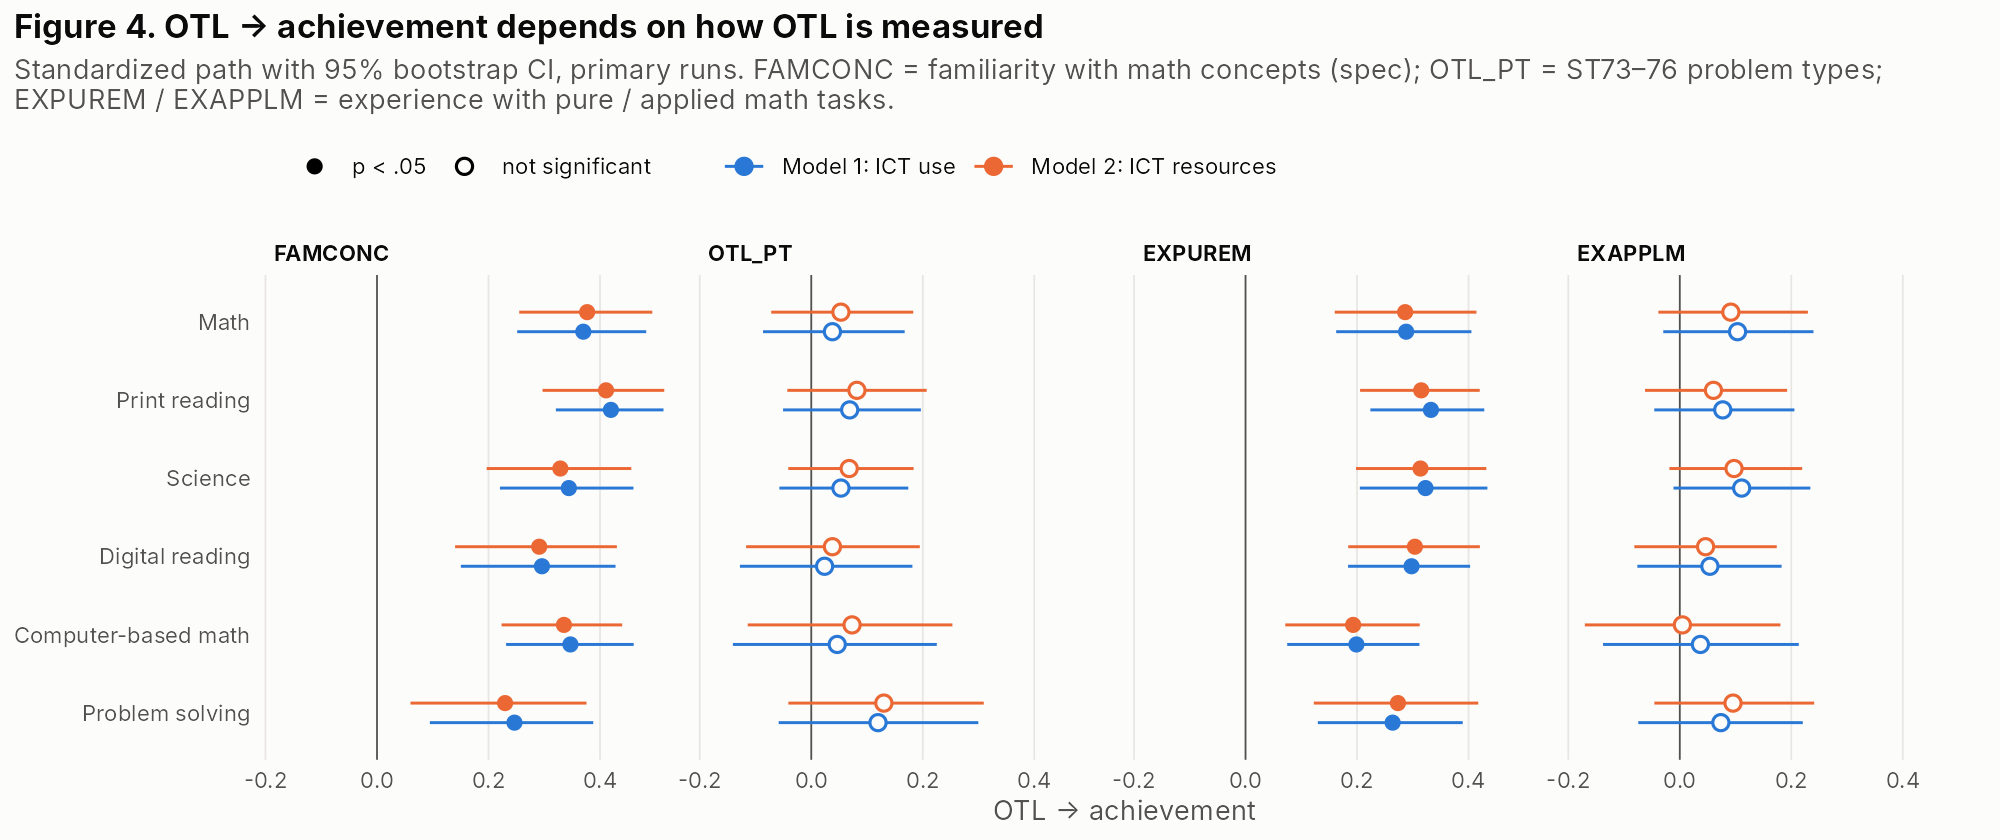 Figure 4. OTL → achievement depends on how OTL is measured
Standardized path with 95% bootstrap CI, primary runs. FAMCONC = familiarity with math concepts (spec); OTL_PT = ST73–76 problem types;
EXPUREM / EXAPPLM = experience with pure / applied math tasks.
p < .05 not significant Model 1: ICT use Model 2: ICT resources
FAMCONC OTL_PT EXPUREM EXAPPLM
Math
Print reading
Science
Digital reading
Computer-based math
Problem solving
-0.2 0.0 0.2 0.4 -0.2 0.0 0.2 0.4 -0.2 0.0 0.2 0.4 -0.2 0.0 0.2 0.4
OTL → achievement